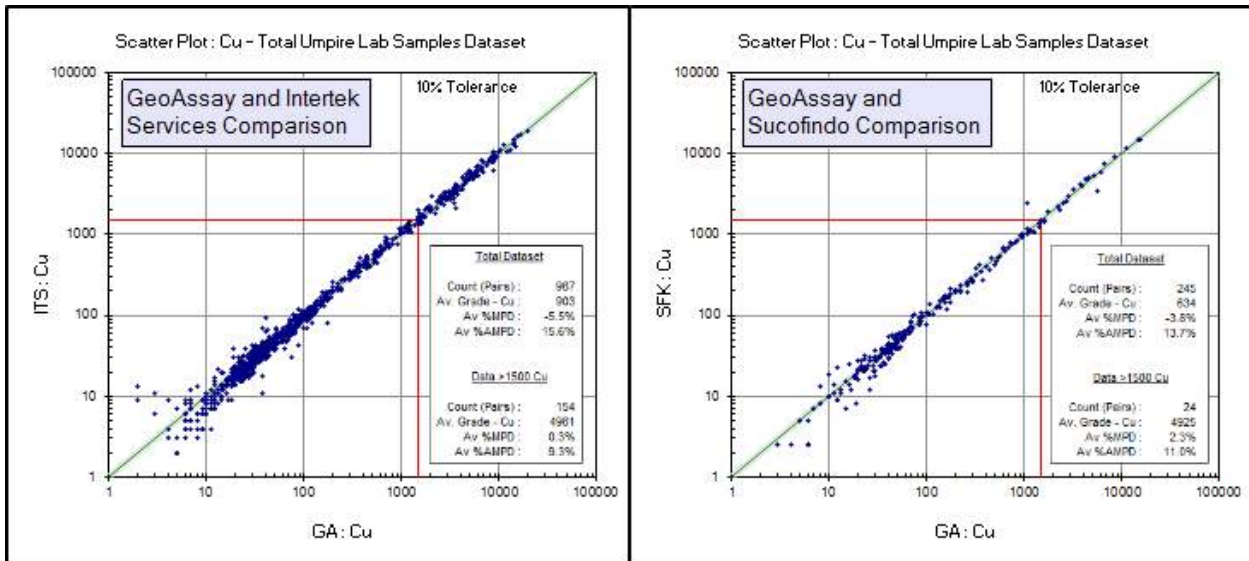 Scatter Plot : Cu - Total Umpire Lab Samples Dataset
100000
10000
1000
100
10
1
ITS : Cu
GeoAssay and Intertek
Services Comparison
10% Tolerance
Total Dataset
Count (Pairs) : 967
Av. Grade - Cu : 903
Av %MPD : -5.5%
Av %AMPD : 15.6%
Data >1500 Cu
Count (Pairs) : 154
Av. Grade - Cu : 4961
Av %MPD : 0.3%
Av %AMPD : 9.3%
1 10 100 1000 10000 100000
GA : Cu
Scatter Plot : Cu - Total Umpire Lab Samples Dataset
100000
10000
1000
100
10
1
SFK : Cu
GeoAssay and
Sucofindo Comparison
10% Tolerance
Total Dataset
Count (Pairs) : 245
Av. Grade - Cu : 634
Av %MPD : -3.8%
Av %AMPD : 13.7%
Data >1500 Cu
Count (Pairs) : 24
Av. Grade - Cu : 4925
Av %MPD : 2.3%
Av %AMPD : 11.0%
1 10 100 1000 10000 100000
GA : Cu